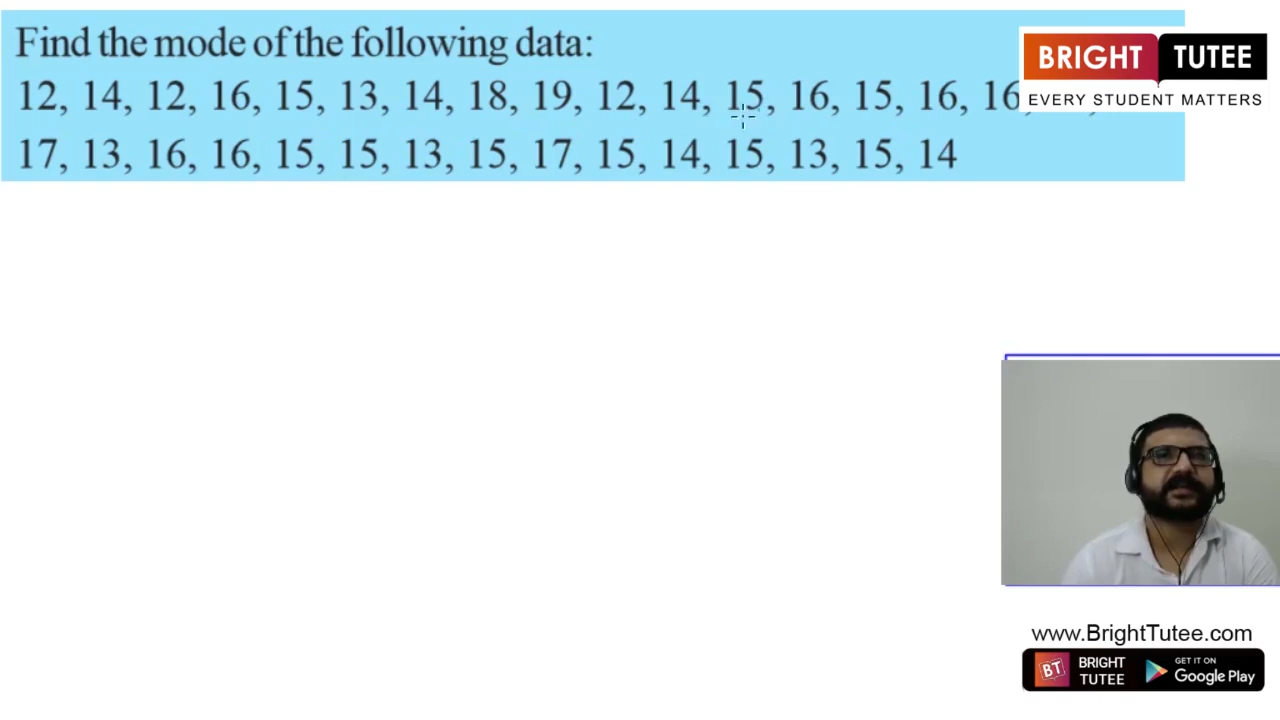 Find the mode of the following data:
12, 14, 12, 16, 15, 13, 14, 18, 19, 12, 14, 15, 16, 15, 16, 16,
17, 13, 16, 16, 15, 15, 13, 15, 17, 15, 14, 15, 13, 15, 14
BRIGHT TUTEE
EVERY STUDENT MATTERS
www.BrightTutee.com
BT BRIGHT TUTEE
GET IT ON
Google Play